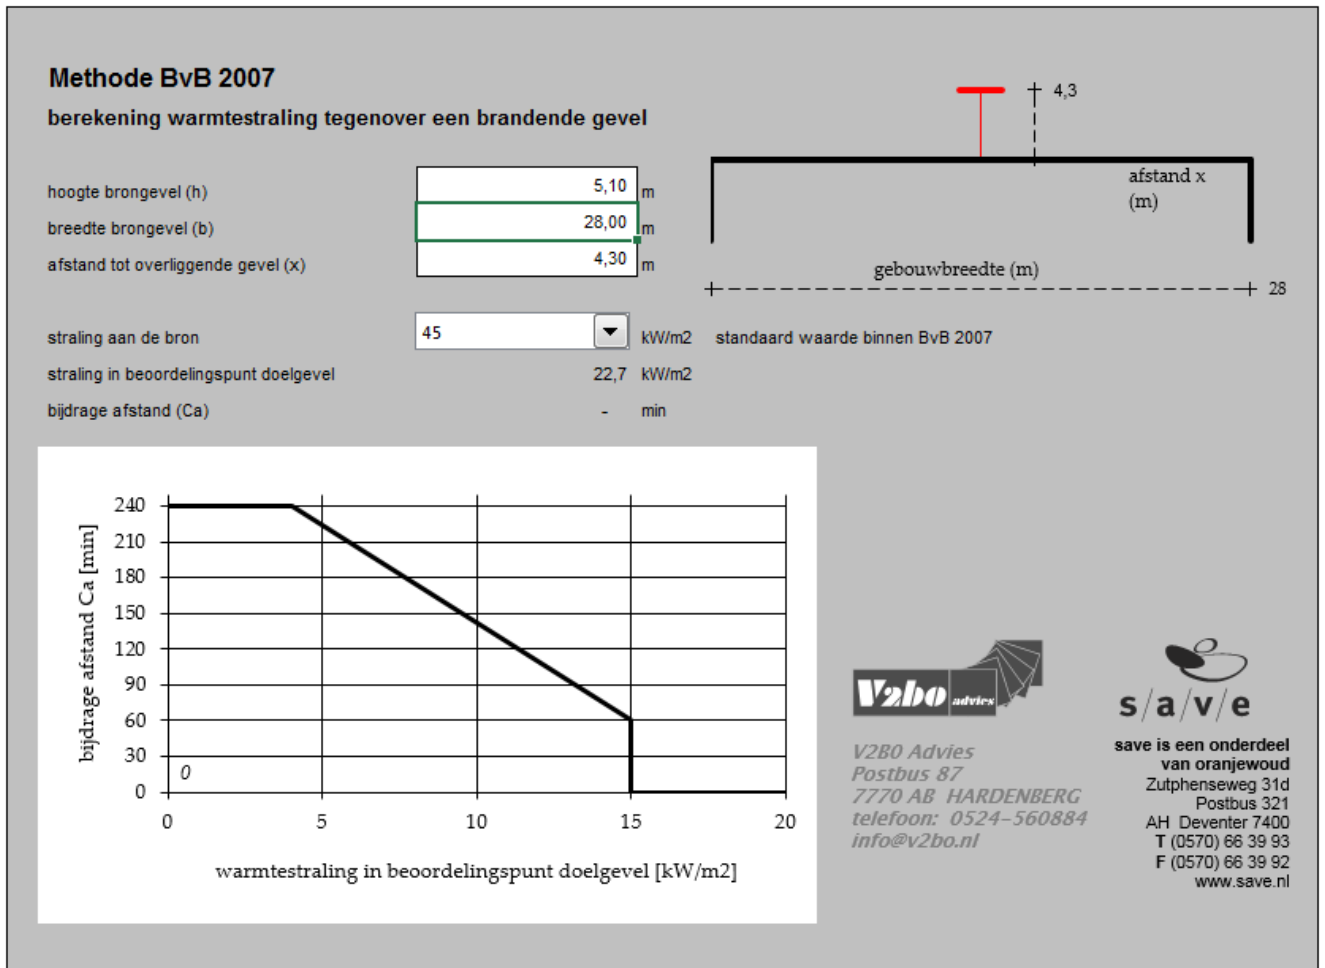 Methode BvB 2007
berekening warmtestraling tegenover een brandende gevel
hoogte brongevel (h) 5,10 m
breedte brongevel (b) 28,00 m
afstand tot overliggende gevel (x) 4,30 m
4,3
afstand x
(m)
gebouwbreedte (m)
28
straling aan de bron 45 kW/m2 standaard waarde binnen BvB 2007
straling in beoordelingspunt doelgevel 22,7 kW/m2
bijdrage afstand (Ca) - min
bijdrage afstand Ca [min]
240
210
180
150
120
90
60
30
0
0
0 5 10 15 20
warmtestraling in beoordelingspunt doelgevel [kW/m2]
V2bo advies
V2B0 Advies
Postbus 87
7770 AB HARDENBERG
telefoon: 0524-560884
info@v2bo.nl
s/a/v/e
save is een onderdeel
van oranjewoud
Zutphenseweg 31d
Postbus 321
AH Deventer 7400
T (0570) 66 39 93
F (0570) 66 39 92
www.save.nl